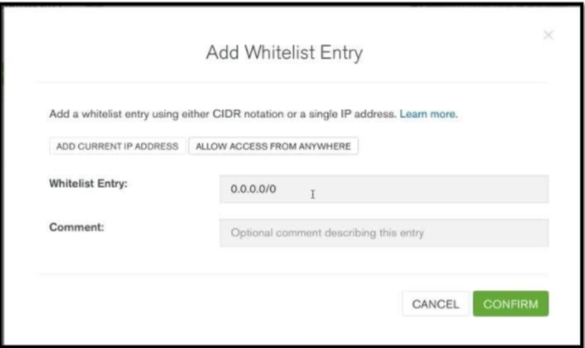 Add Whitelist Entry
Add a whitelist entry using either CIDR notation or a single IP address. Learn more.
ADD CURRENT IP ADDRESS ALLOW ACCESS FROM ANYWHERE
Whitelist Entry: 0.0.0.0/0
Comment: Optional comment describing this entry
CANCEL CONFIRM